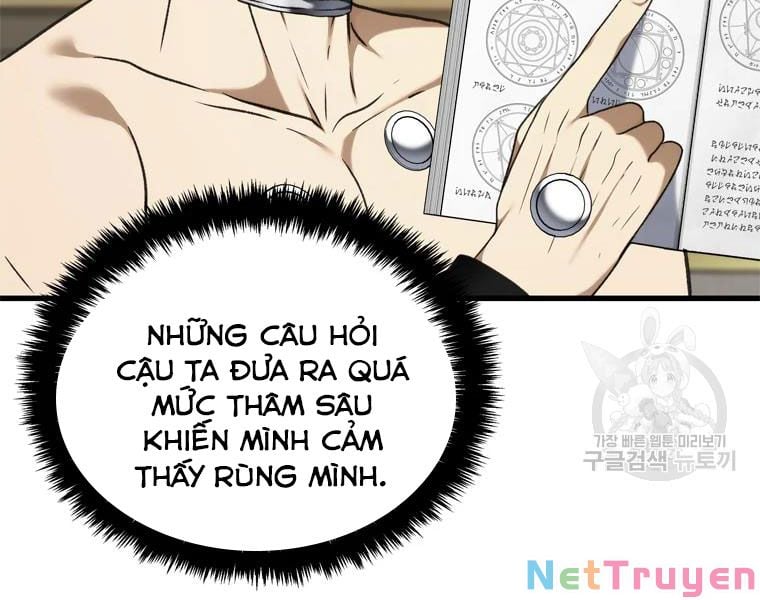 NHỮNG CÂU HỎI
CẬU TA ĐƯA RA QUÁ
MỨC THÂM SÂU
KHIẾN MÌNH CẢM
THẤY RÙNG MÌNH.
가장 빠른 웹툰 미리보기
구글검색 뉴토끼
NetTruyen